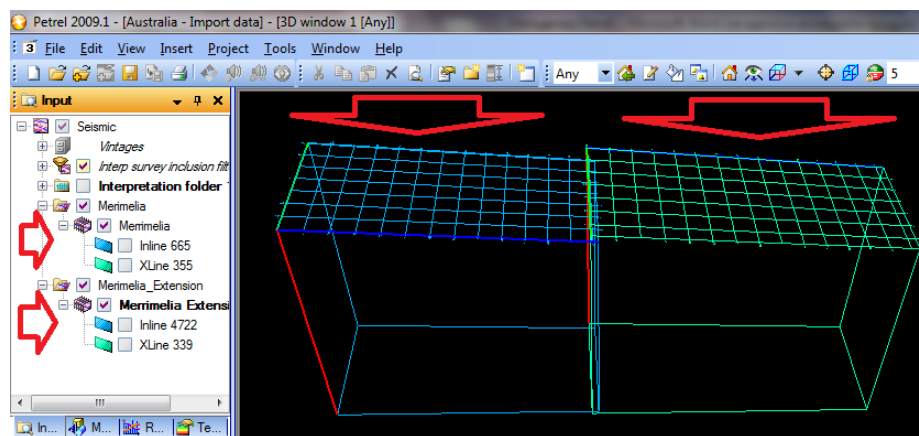 Petrel 2009.1 - [Australia - Import data] - [3D window 1 [Any]]
3 File Edit View Insert Project Tools Window Help
Any 5
Input
Seismic
Vintages
Interp survey inclusion filt
Interpretation folder
Merimelia
Merrimelia
Inline 665
XLine 355
Merimelia_Extension
Merrimelia Extensi
Inline 4722
XLine 339
In... M... R... Te...